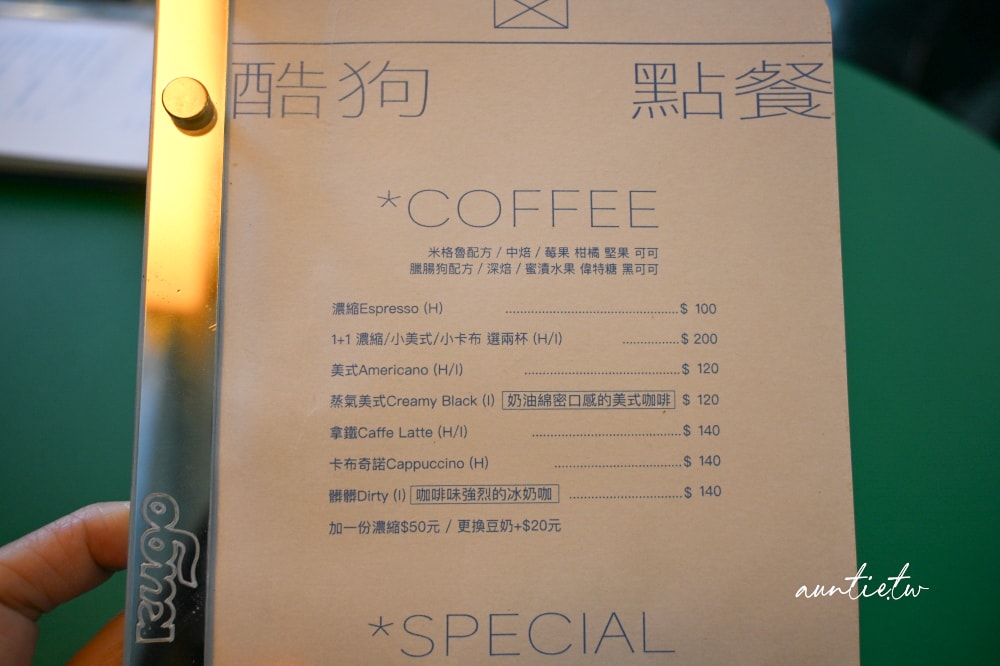 酷狗 點餐
*COFFEE
米格魯配方 / 中焙 / 莓果 柑橘 堅果 可可
臘腸狗配方 / 深焙 / 蜜漬水果 偉特糖 黑可可
濃縮Espresso (H) $ 100
1+1 濃縮/小美式/小卡布 選兩杯 (H/I) $ 200
美式Americano (H/I) $ 120
蒸氣美式Creamy Black (I) 奶油綿密口感的美式咖啡 $ 120
拿鐵Caffe Latte (H/I) $ 140
卡布奇諾Cappuccino (H) $ 140
髒髒Dirty (I) 咖啡味強烈的冰奶咖 $ 140
加一份濃縮$50元 / 更換豆奶+$20元
*SPECIAL
auntie.tw